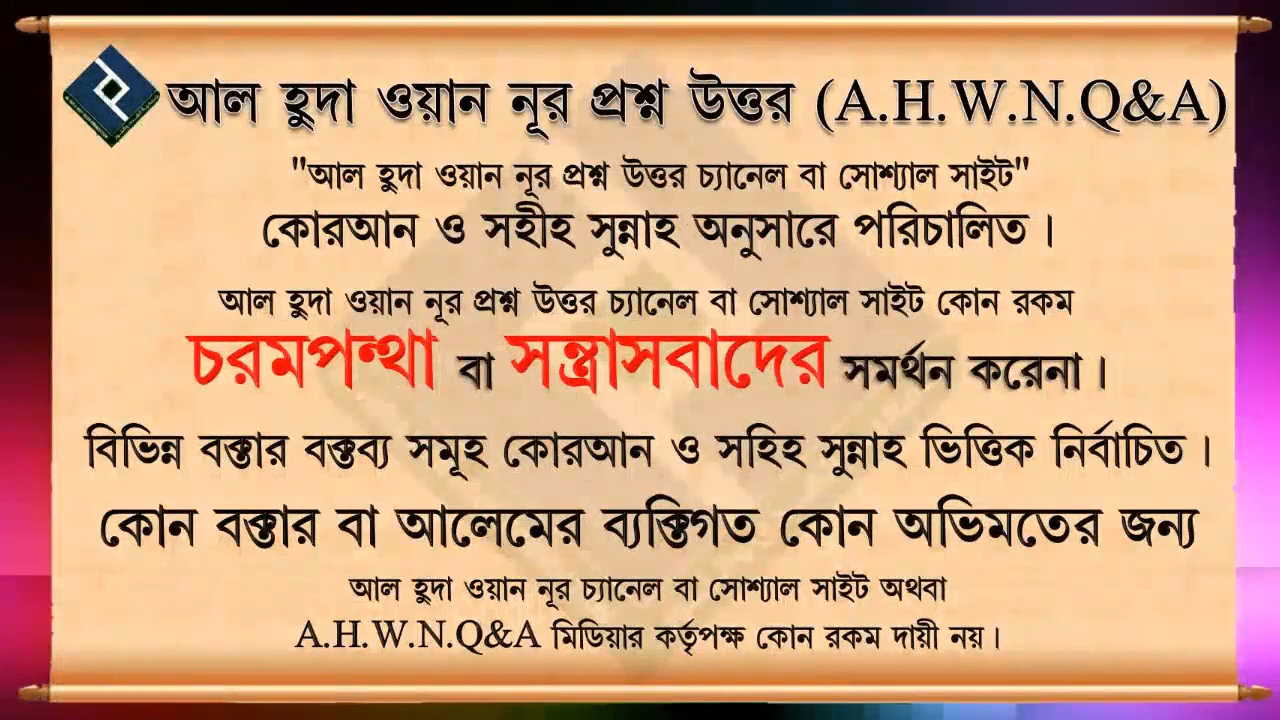 আল হুদা ওয়ান নূর প্রশ্ন উত্তর (A.H.W.N.Q&A)
"আল হুদা ওয়ান নূর প্রশ্ন উত্তর চ্যানেল বা সোশ্যাল সাইট"
কোরআন ও সহীহ সুন্নাহ অনুসারে পরিচালিত।
আল হুদা ওয়ান নূর প্রশ্ন উত্তর চ্যানেল বা সোশ্যাল সাইট কোন রকম
চরমপন্থা বা সন্ত্রাসবাদের সমর্থন করেনা।
বিভিন্ন বক্তার বক্তব্য সমূহ কোরআন ও সহিহ সুন্নাহ ভিত্তিক নির্বাচিত।
কোন বক্তার বা আলেমের ব্যক্তিগত কোন অভিমতের জন্য
আল হুদা ওয়ান নূর চ্যানেল বা সোশ্যাল সাইট অথবা
A.H.W.N.Q&A মিডিয়ার কর্তৃপক্ষ কোন রকম দায়ী নয়।